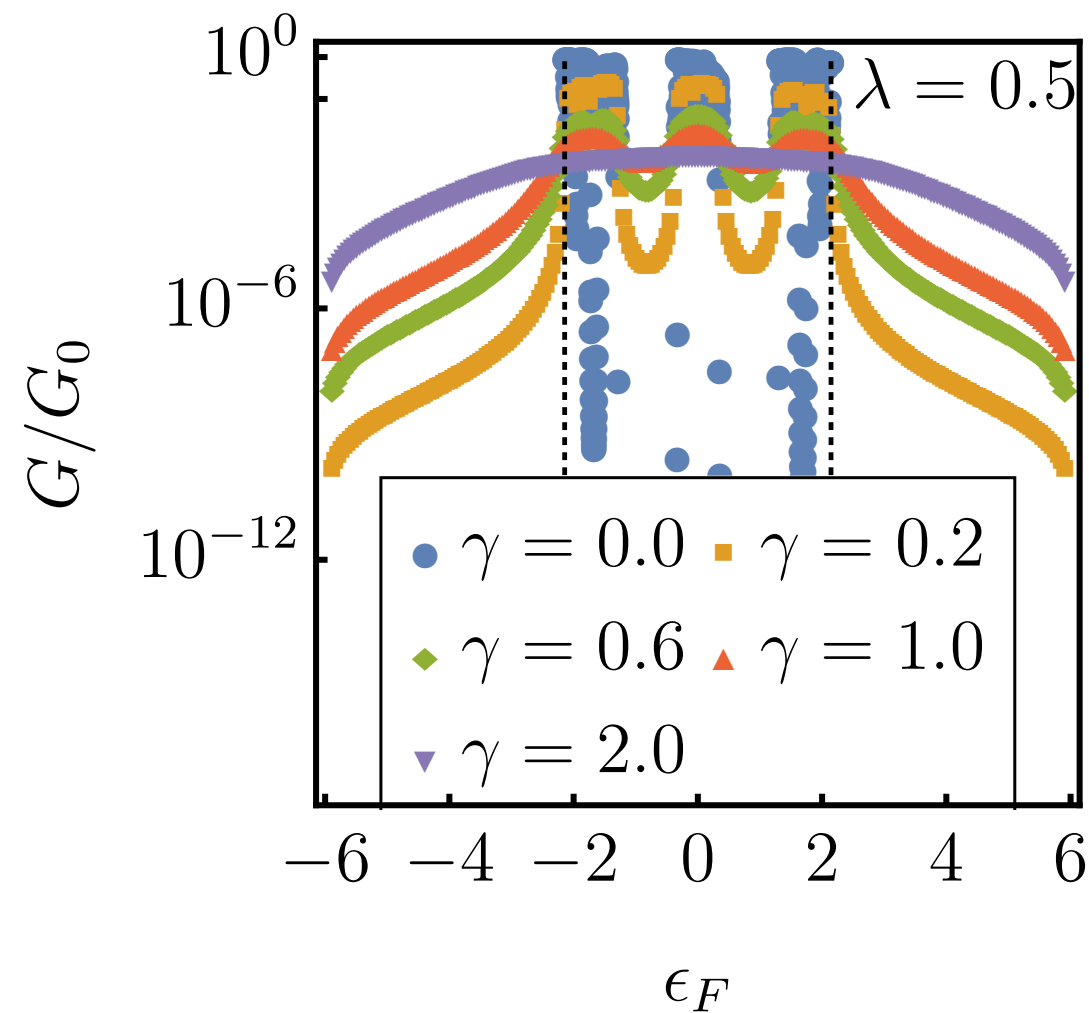 10^0
λ = 0.5
10^{-6}
G/G_0
10^{-12}
γ = 0.0 γ = 0.2
γ = 0.6 γ = 1.0
γ = 2.0
−6 −4 −2 0 2 4 6
ϵ_F